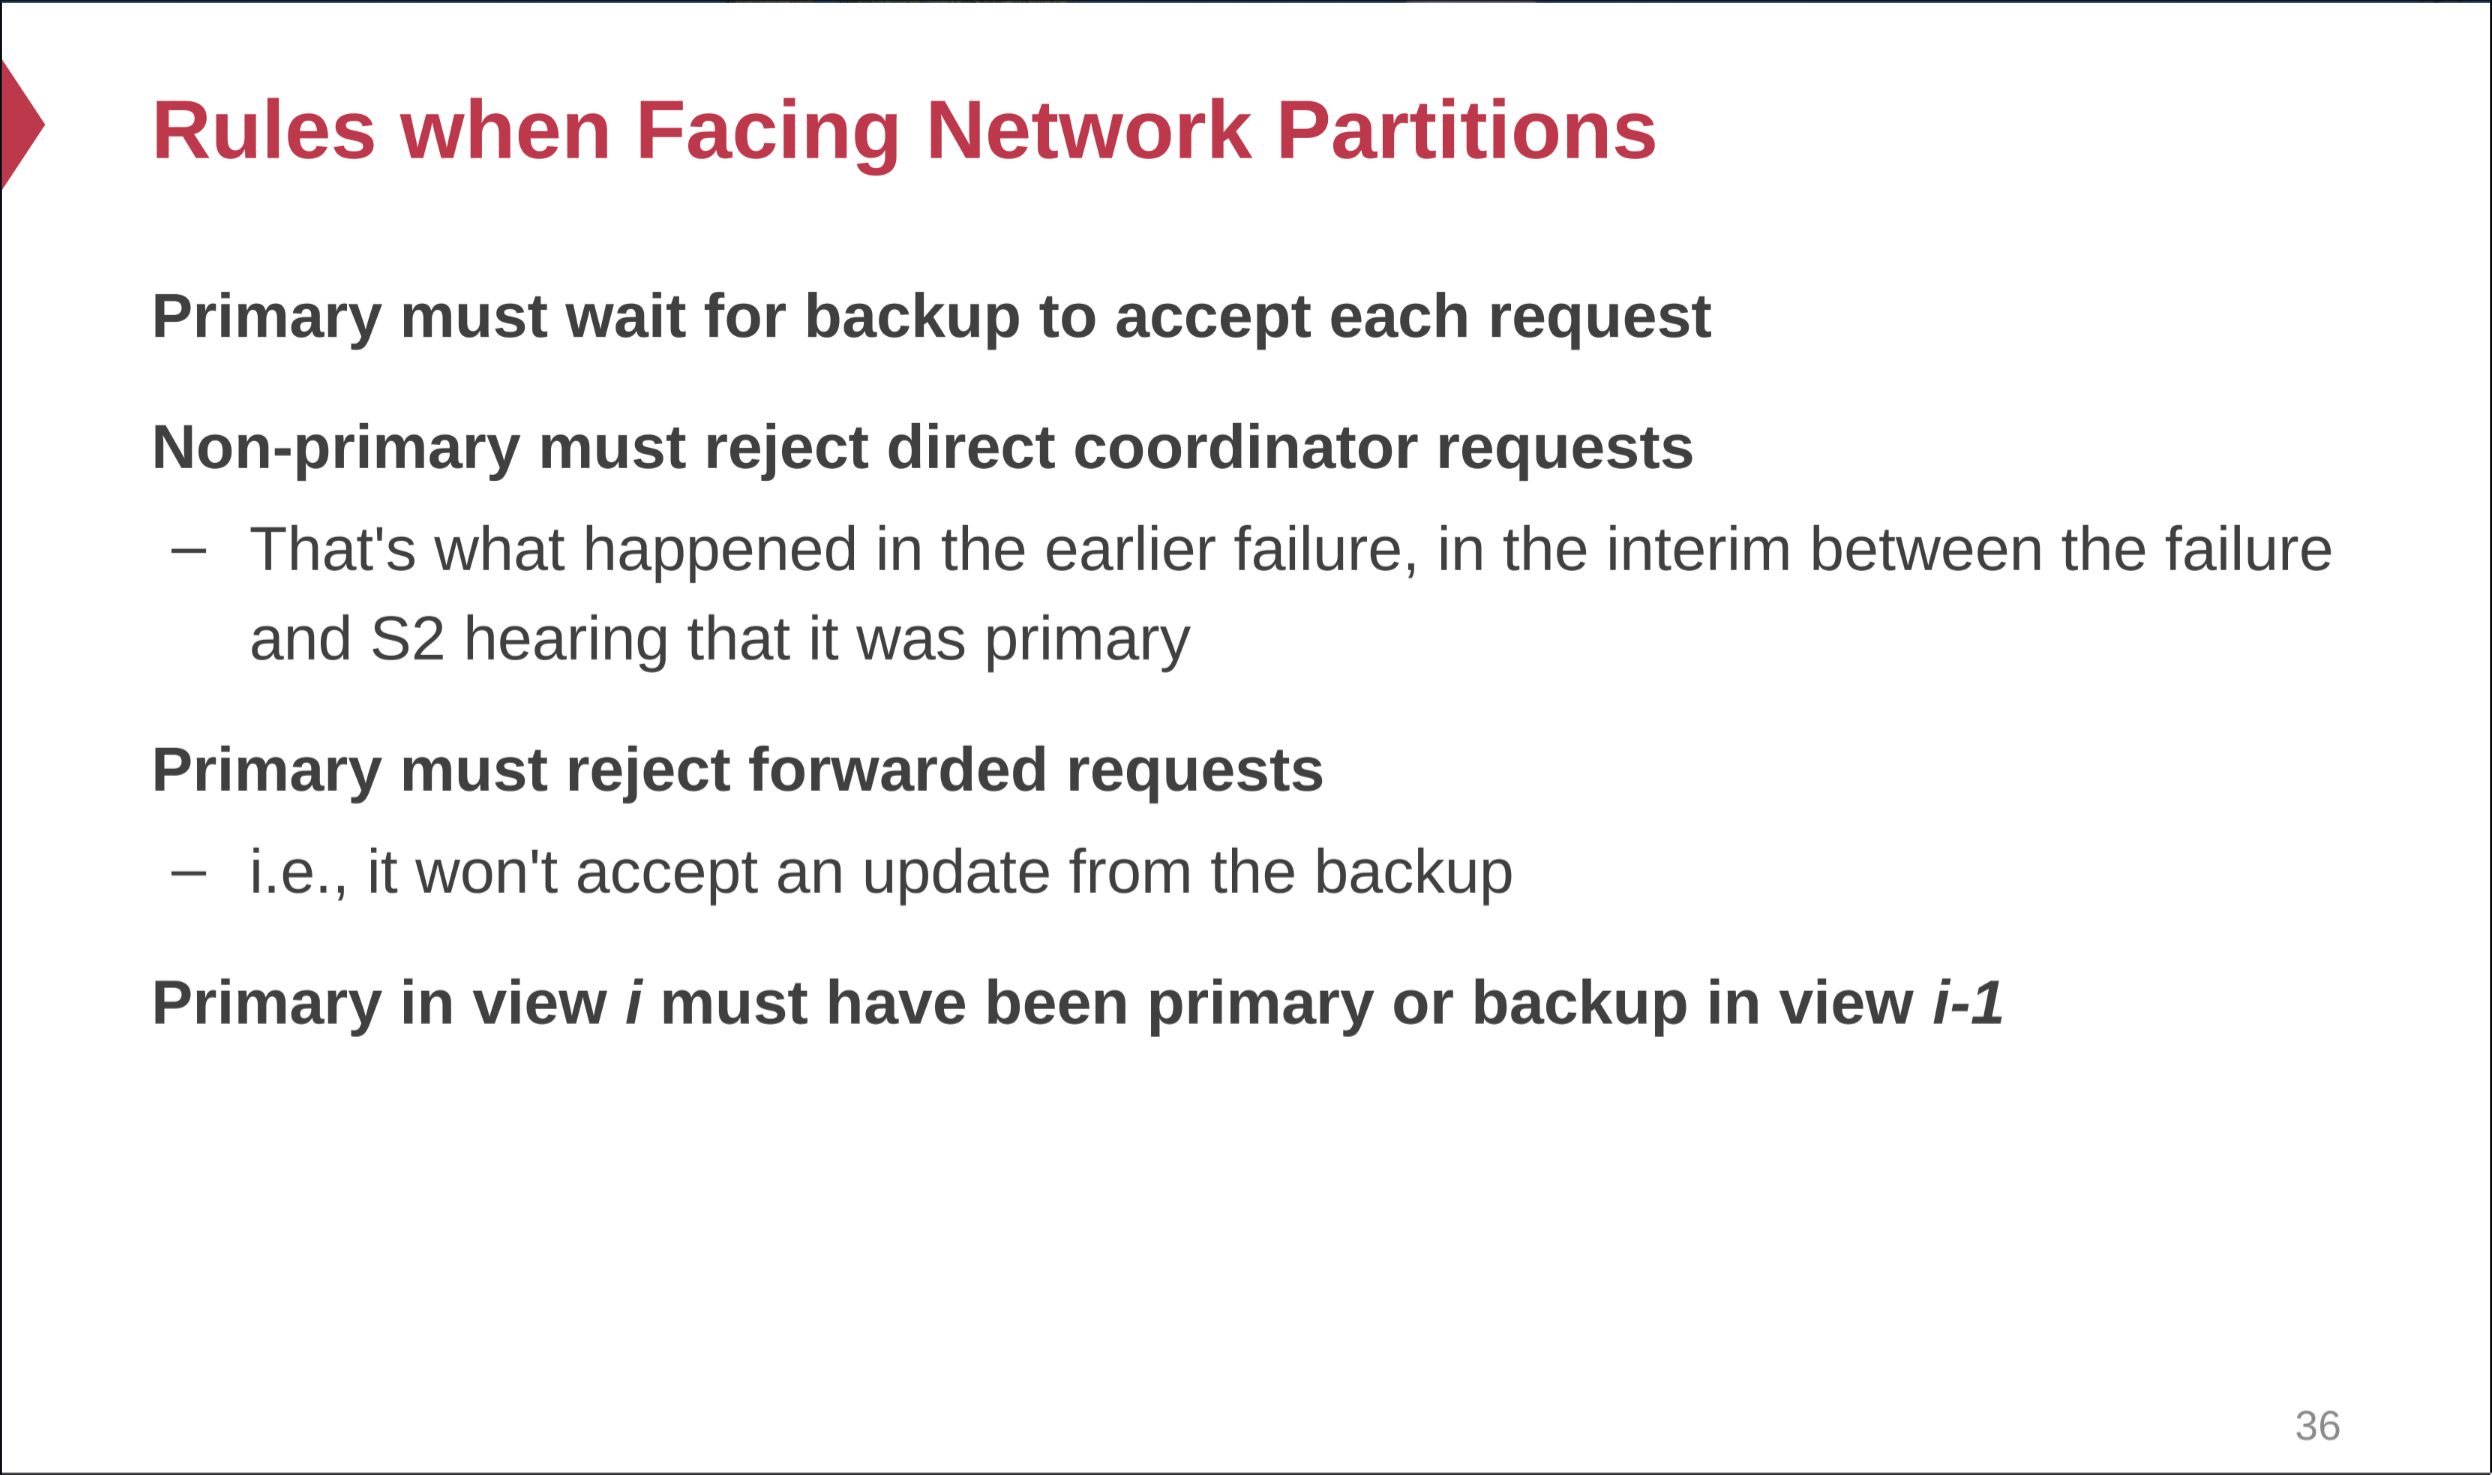 Rules when Facing Network Partitions
Primary must wait for backup to accept each request
Non-primary must reject direct coordinator requests
– That's what happened in the earlier failure, in the interim between the failure
and S2 hearing that it was primary
Primary must reject forwarded requests
– i.e., it won't accept an update from the backup
Primary in view i must have been primary or backup in view i-1
36